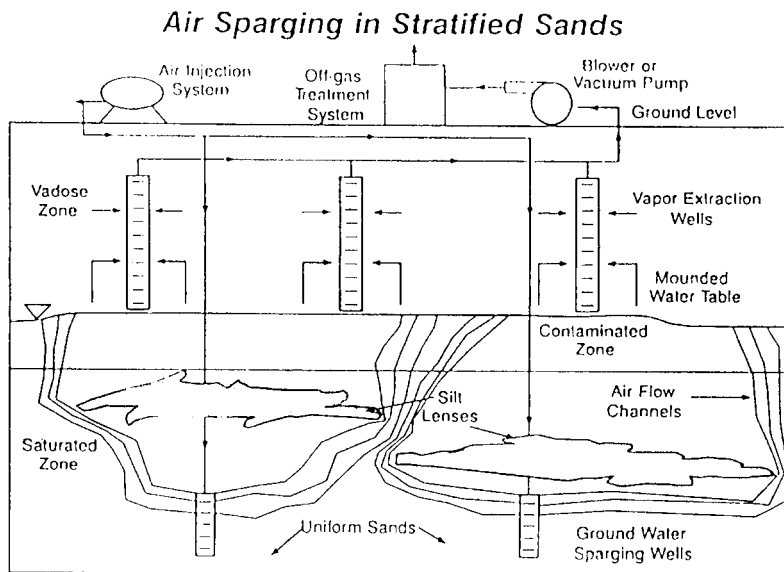 Air Sparging in Stratified Sands
Air Injection
System
Off-gas
Treatment
System
Blower or
Vacuum Pump
Ground Level
Vadose
Zone
Vapor Extraction
Wells
Mounded
Water Table
Contaminated
Zone
Silt
Lenses
Air Flow
Channels
Saturated
Zone
Uniform Sands
Ground Water
Sparging Wells